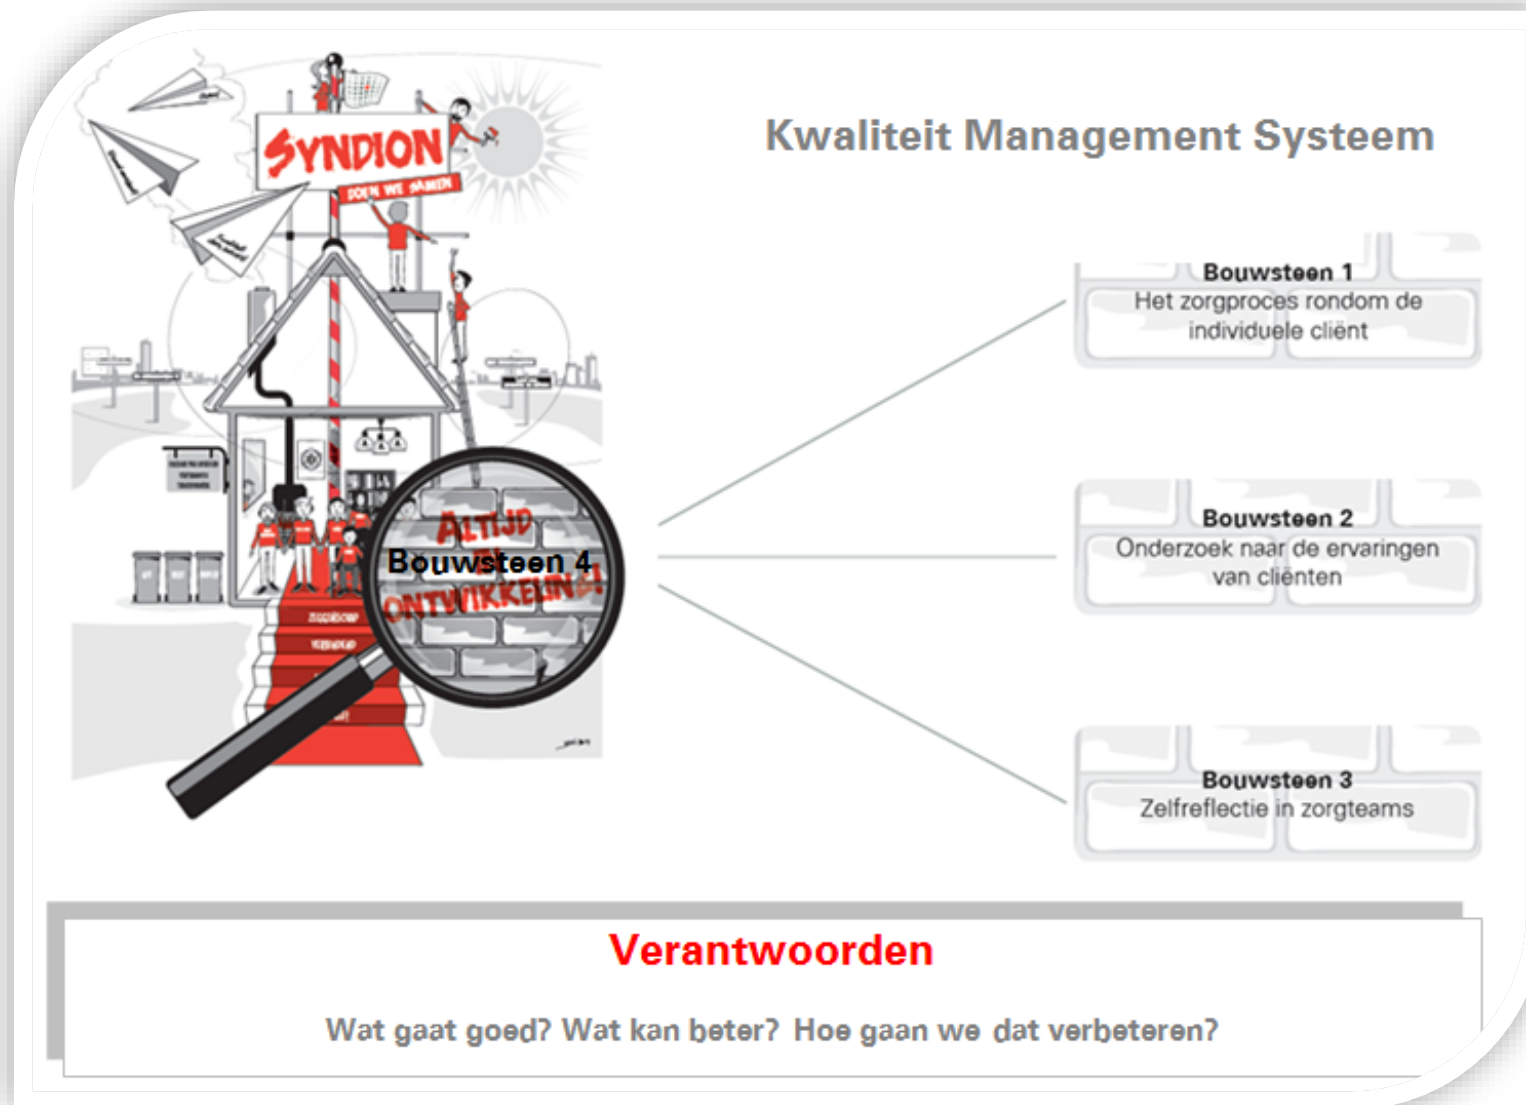 SYNDION
DOEN WE SAMEN
Kwaliteit Management Systeem
Bouwsteen 1
Het zorgproces rondom de
individuele cliënt
ALTIJD
IN
ONTWIKKELING!
Bouwsteen 4
Bouwsteen 2
Onderzoek naar de ervaringen
van cliënten
Bouwsteen 3
Zelfreflectie in zorgteams
Verantwoorden
Wat gaat goed? Wat kan beter? Hoe gaan we dat verbeteren?